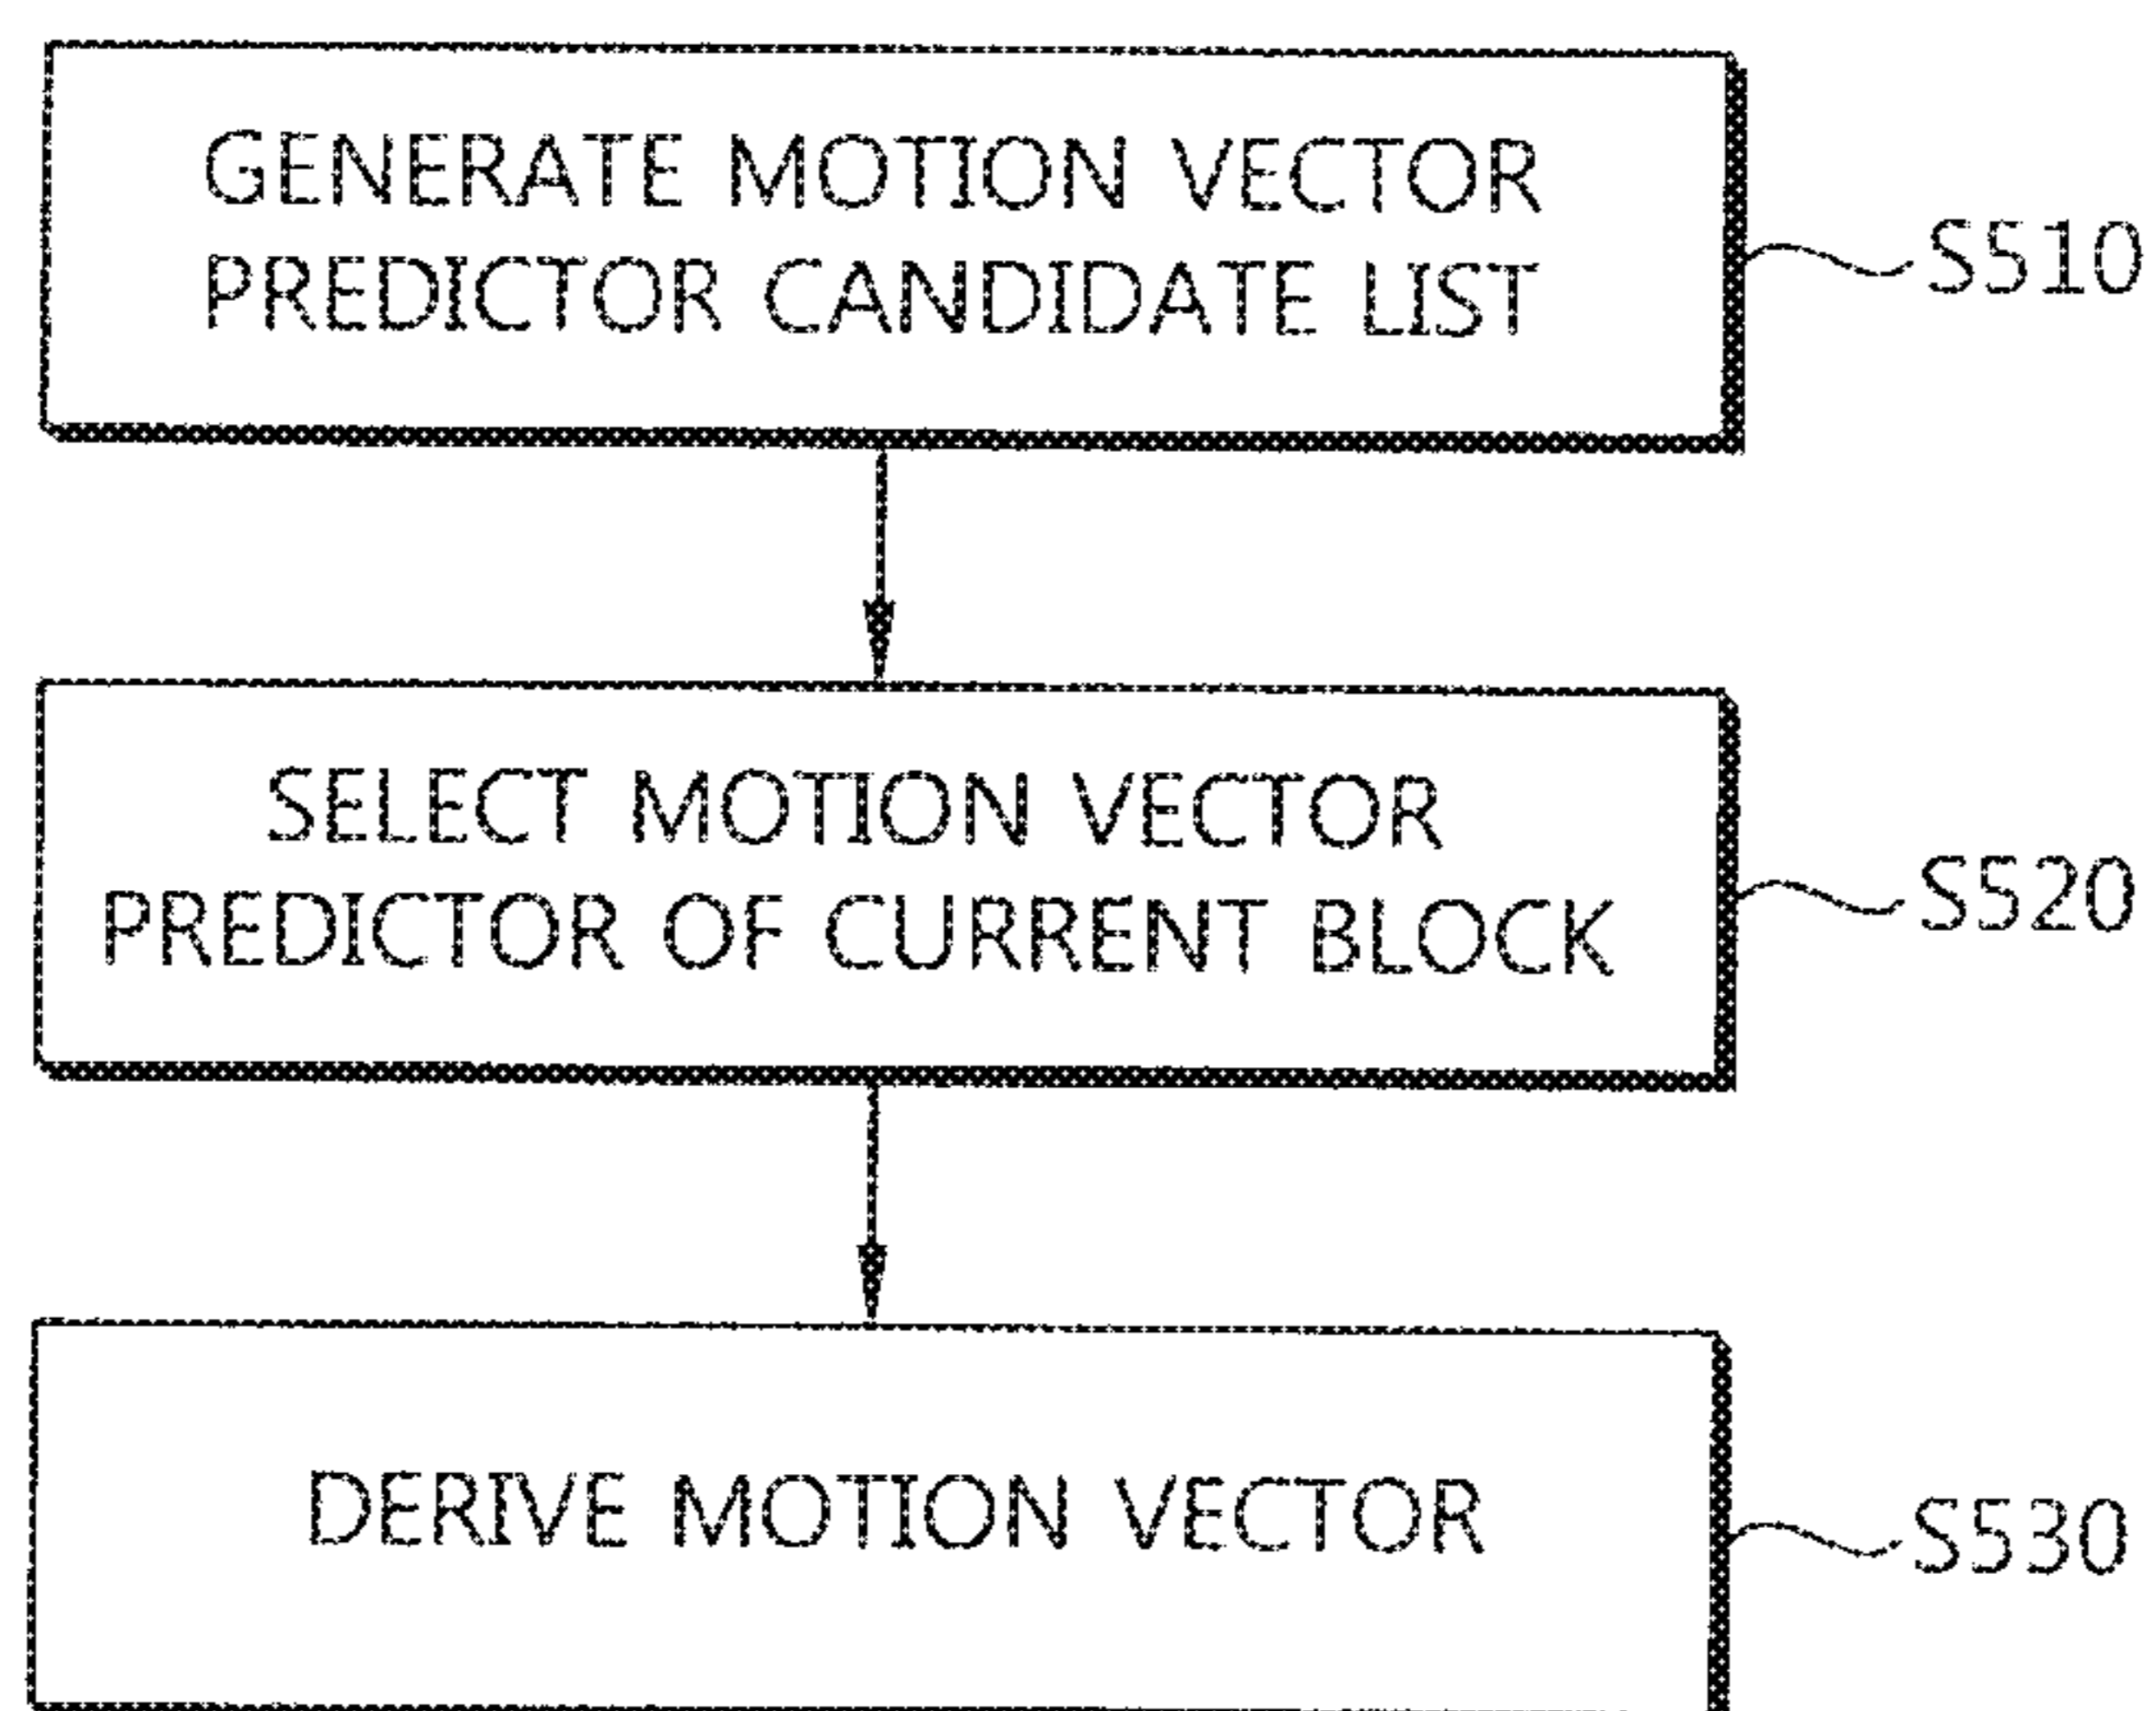 GENERATE MOTION VECTOR
PREDICTOR CANDIDATE LIST
S510
SELECT MOTION VECTOR
PREDICTOR OF CURRENT BLOCK
S520
DERIVE MOTION VECTOR
S530